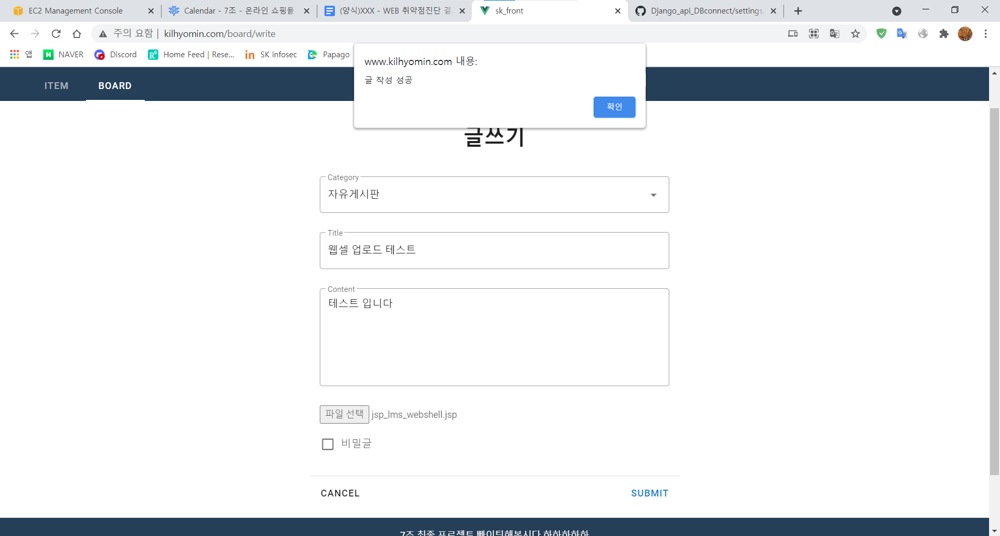 EC2 Management Console
Calendar - 7조 - 온라인 쇼핑몰
(양식)XXX - WEB 취약점진단 결
sk_front
Django_api_DBconnect/settings.
주의 요함 | kilhyomin.com/board/write
앱
NAVER
Discord
Home Feed | Rese...
SK infosec
Papago
www.kilhyomin.com 내용:
글 작성 성공
확인
ITEM
BOARD
글쓰기
Category
자유게시판
Title
웹셀 업로드 테스트
Content
테스트 입니다
파일 선택 jsp_lms_webshell.jsp
비밀글
CANCEL
SUBMIT
7조 최종 프로젝트 빠이팅해봅시다 하하하하하